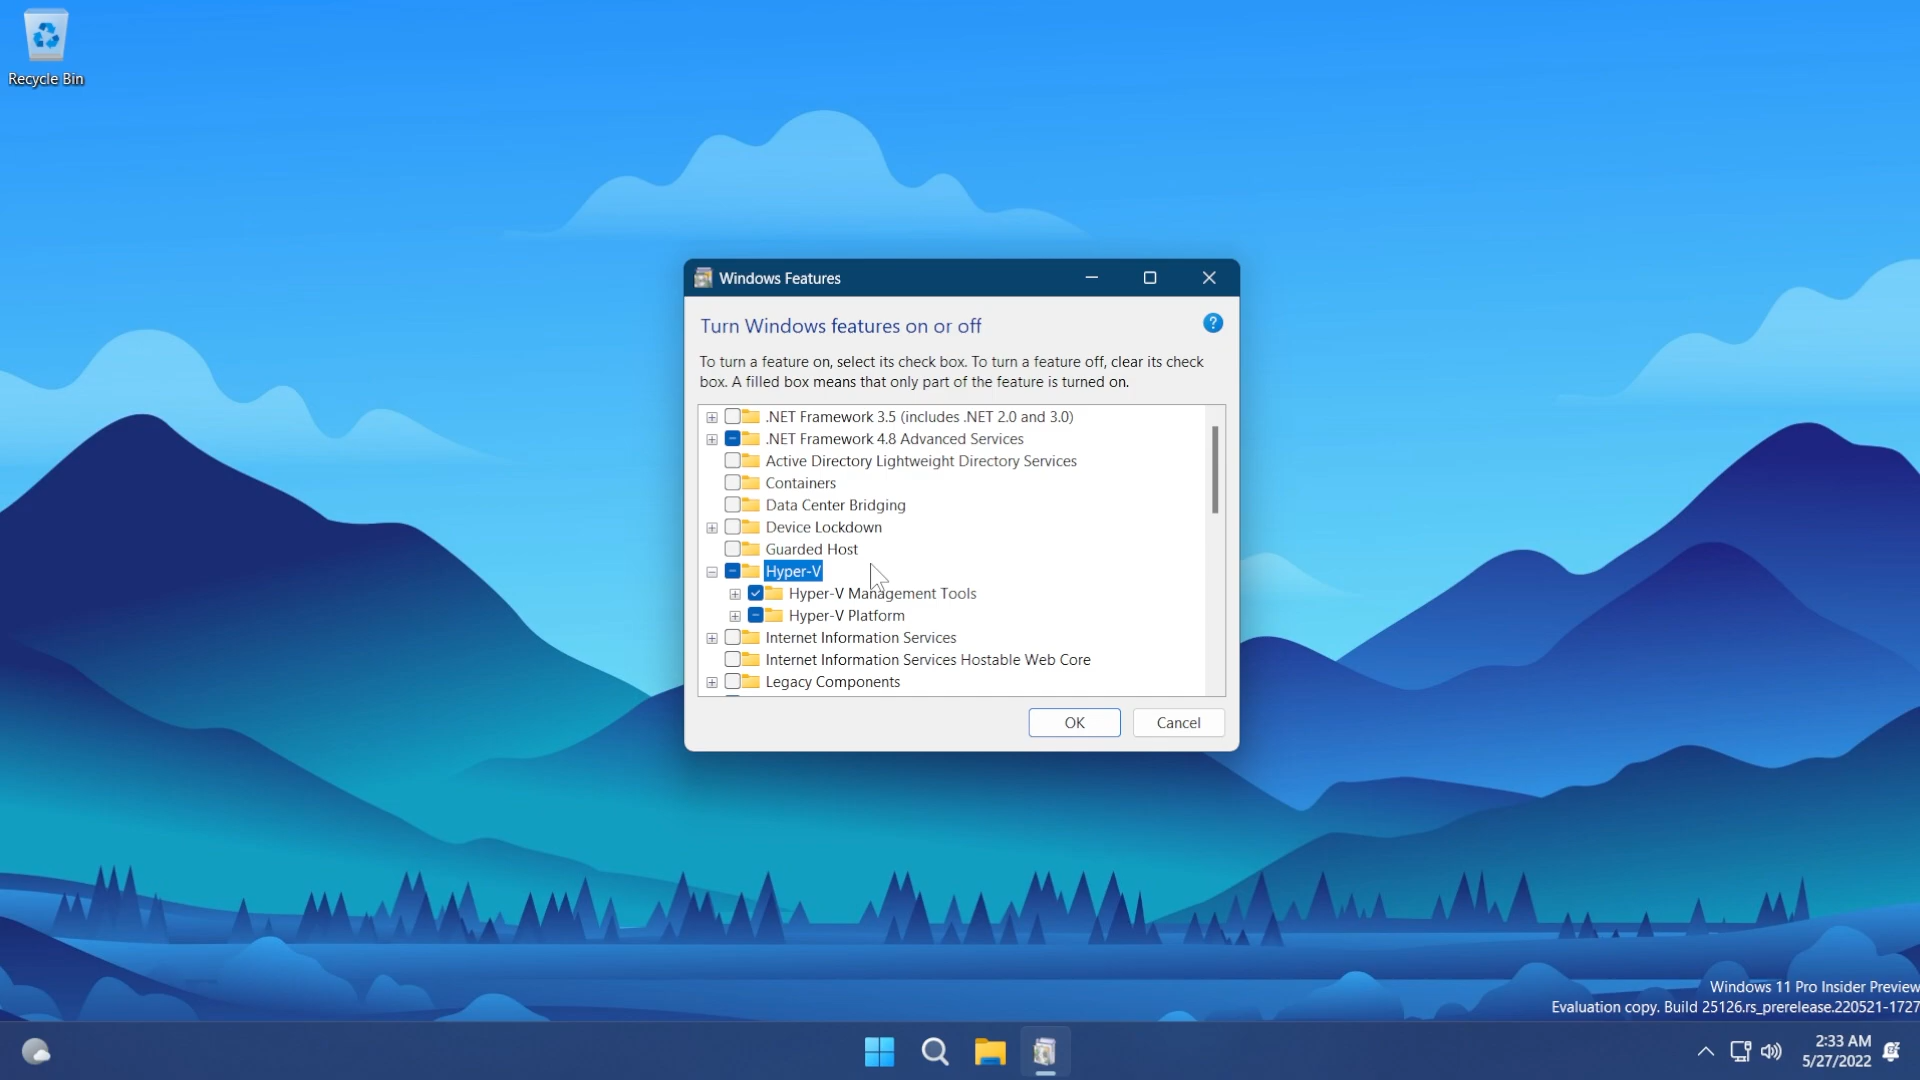 Recycle Bin
Windows Features
Turn Windows features on or off
?
To turn a feature on, select its check box. To turn a feature off, clear its check
box. A filled box means that only part of the feature is turned on.
.NET Framework 3.5 (includes .NET 2.0 and 3.0)
.NET Framework 4.8 Advanced Services
Active Directory Lightweight Directory Services
Containers
Data Center Bridging
Device Lockdown
Guarded Host
Hyper-V
Hyper-V Management Tools
Hyper-V Platform
Internet Information Services
Internet Information Services Hostable Web Core
Legacy Components
OK
Cancel
Windows 11 Pro Insider Preview
Evaluation copy. Build 25126.rs_prerelease.220521-1727
2:33 AM
5/27/2022